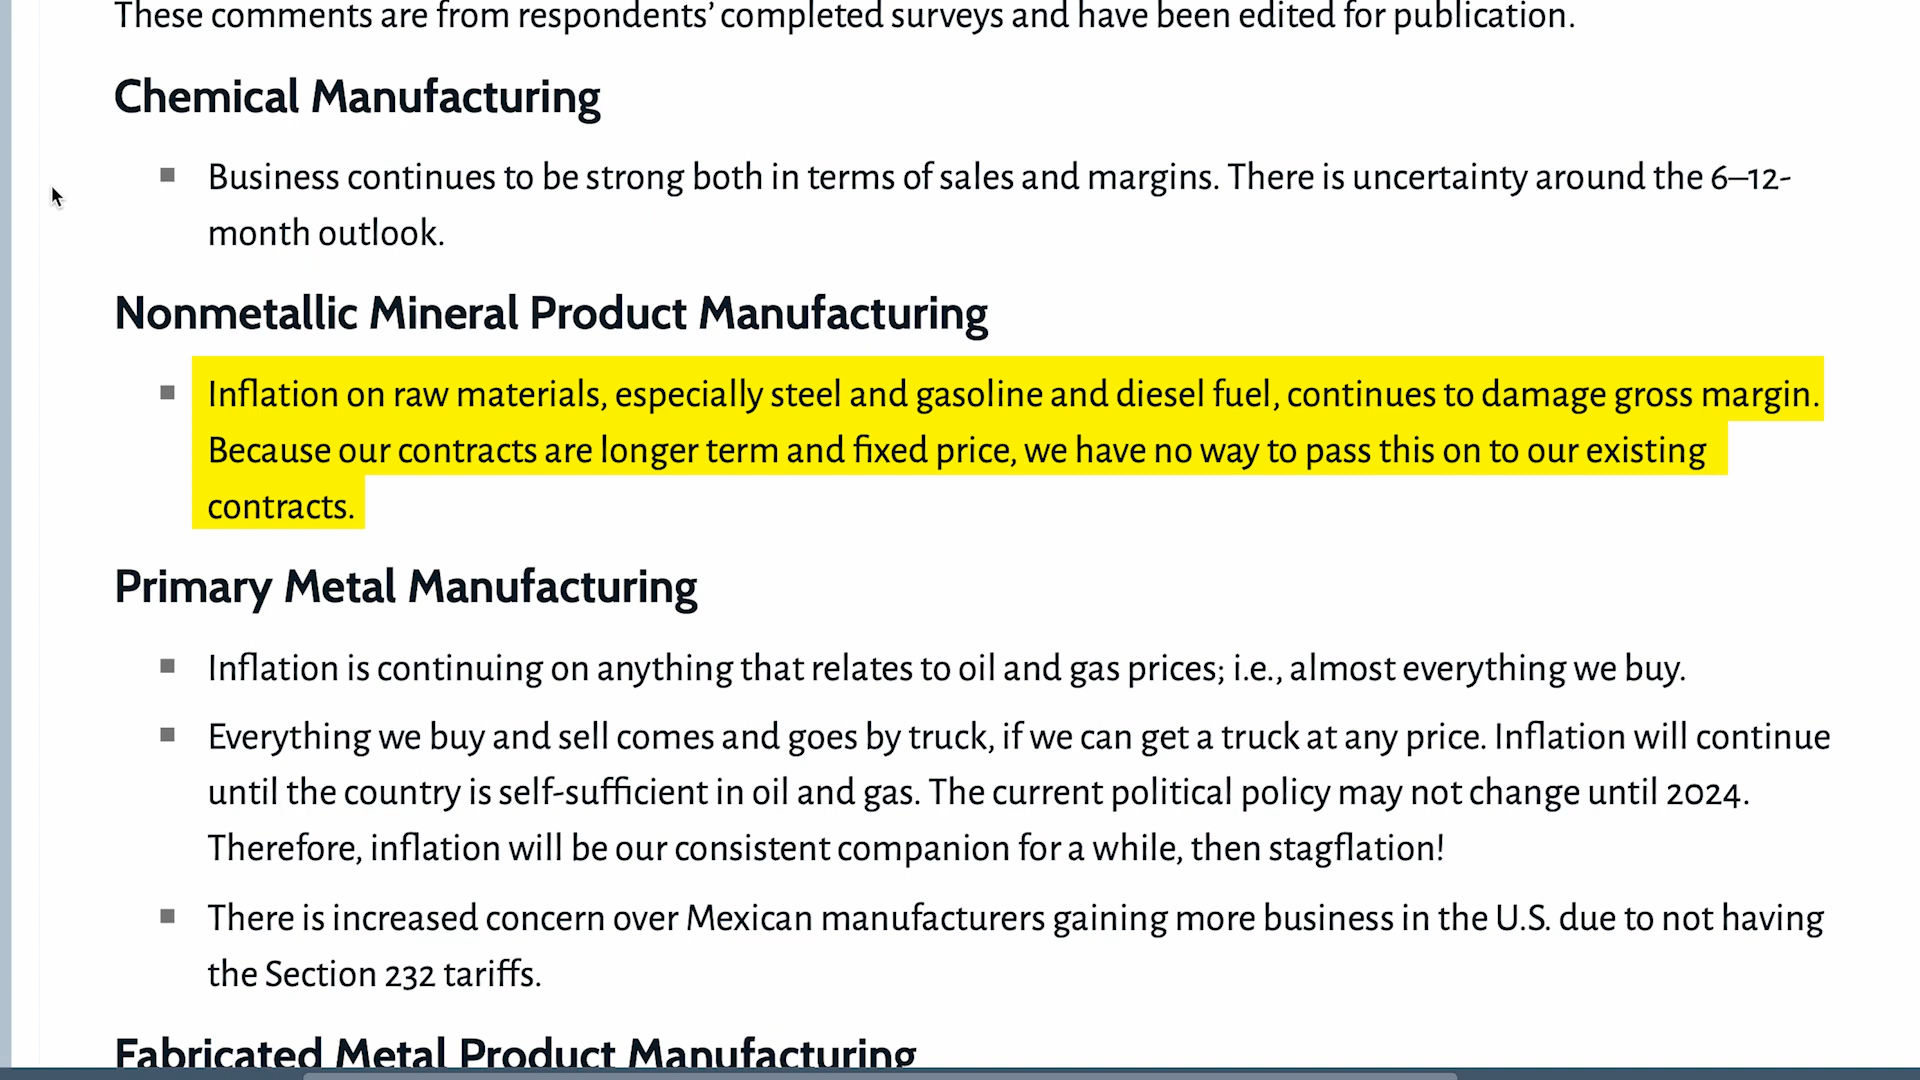 These comments are from respondents’ completed surveys and have been edited for publication.
Chemical Manufacturing
Business continues to be strong both in terms of sales and margins. There is uncertainty around the 6–12-
month outlook.
Nonmetallic Mineral Product Manufacturing
Inflation on raw materials, especially steel and gasoline and diesel fuel, continues to damage gross margin.
Because our contracts are longer term and fixed price, we have no way to pass this on to our existing
contracts.
Primary Metal Manufacturing
Inflation is continuing on anything that relates to oil and gas prices; i.e., almost everything we buy.
Everything we buy and sell comes and goes by truck, if we can get a truck at any price. Inflation will continue
until the country is self-sufficient in oil and gas. The current political policy may not change until 2024.
Therefore, inflation will be our consistent companion for a while, then stagflation!
There is increased concern over Mexican manufacturers gaining more business in the U.S. due to not having
the Section 232 tariffs.
Fabricated Metal Product Manufacturing